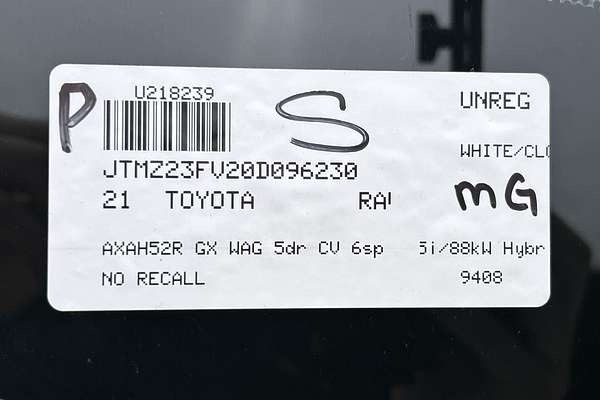 P
U218239
S
UNREG
JTMZ23FV20D096230
WHITE/CLO
21 TOYOTA RA
mG
AXAH52R GX WAG 5dr CV 6sp 5i/88kW Hybr
NO RECALL 9408